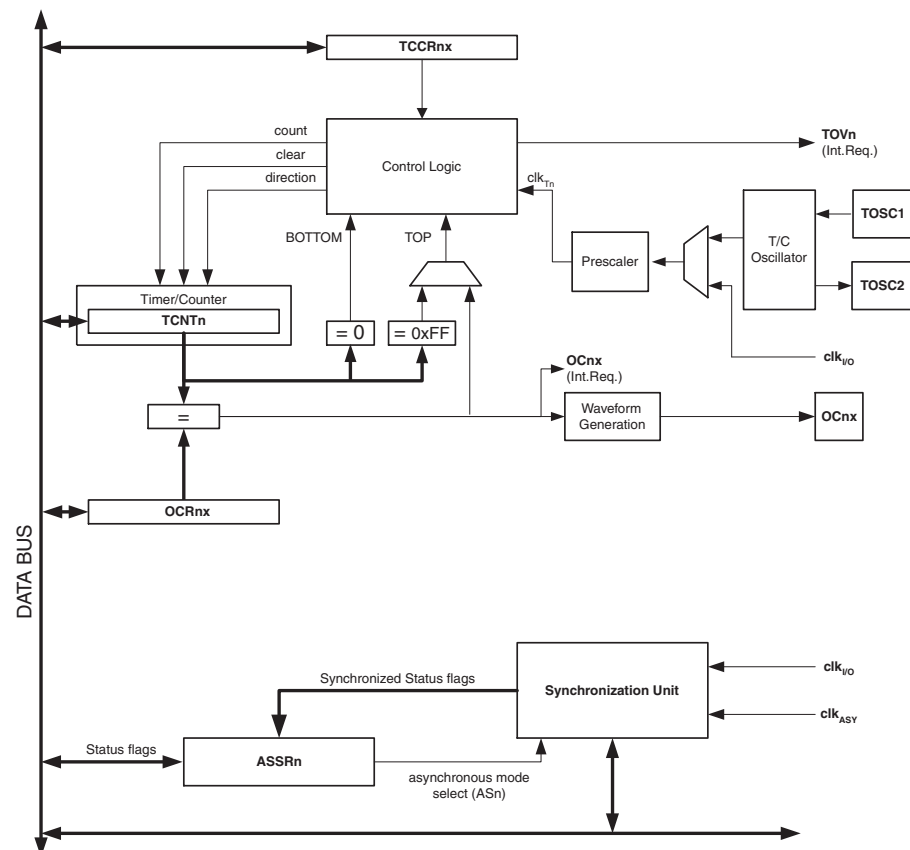 TCCRnx
count
clear
direction
Control Logic
TOVn
(Int.Req.)
clkTn
BOTTOM
TOP
TOSC1
T/C
Oscillator
Prescaler
TOSC2
Timer/Counter
TCNTn
= 0
= 0xFF
clkI/O
OCnx
(Int.Req.)
=
Waveform
Generation
OCnx
OCRnx
DATA BUS
clkI/O
Synchronized Status flags
Synchronization Unit
clkASY
Status flags
ASSRn
asynchronous mode
select (ASn)